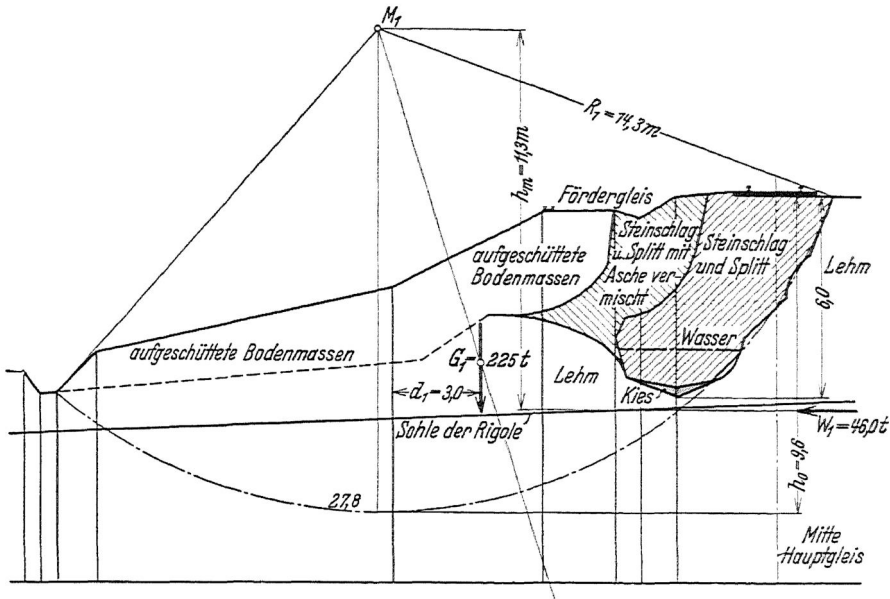 M₁
R₁=14,3m
hₘ=11,3m
Fördergleis
Steinschlag
u. Splitt mit
Asche ver-
mischt
Steinschlag
und Splitt
Lehm
6,0
aufgeschüttete
Bodenmassen
aufgeschüttete Bodenmassen
Wasser
G₁=225t
Lehm
d₁=3,0
Kies
Sohle der Rigole
W₁=46,0t
h₀=9,6
27,8
Mitte
Hauptgleis